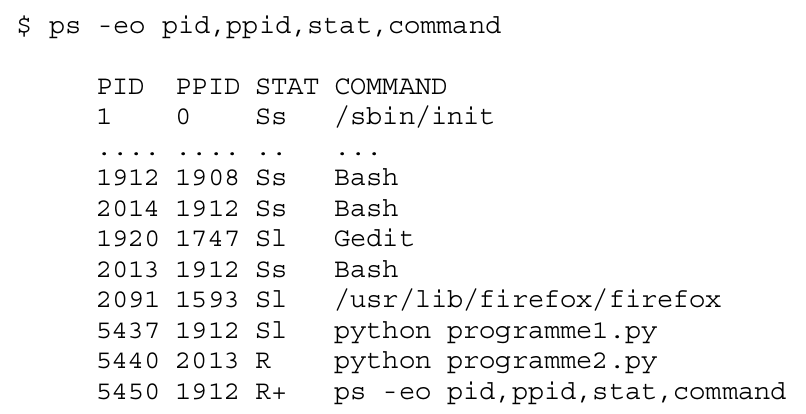 $ ps -eo pid,ppid,stat,command
PID PPID STAT COMMAND
1 0 Ss /sbin/init
.... .... .. ...
1912 1908 Ss Bash
2014 1912 Ss Bash
1920 1747 Sl Gedit
2013 1912 Ss Bash
2091 1593 Sl /usr/lib/firefox/firefox
5437 1912 Sl python programme1.py
5440 2013 R python programme2.py
5450 1912 R+ ps -eo pid,ppid,stat,command